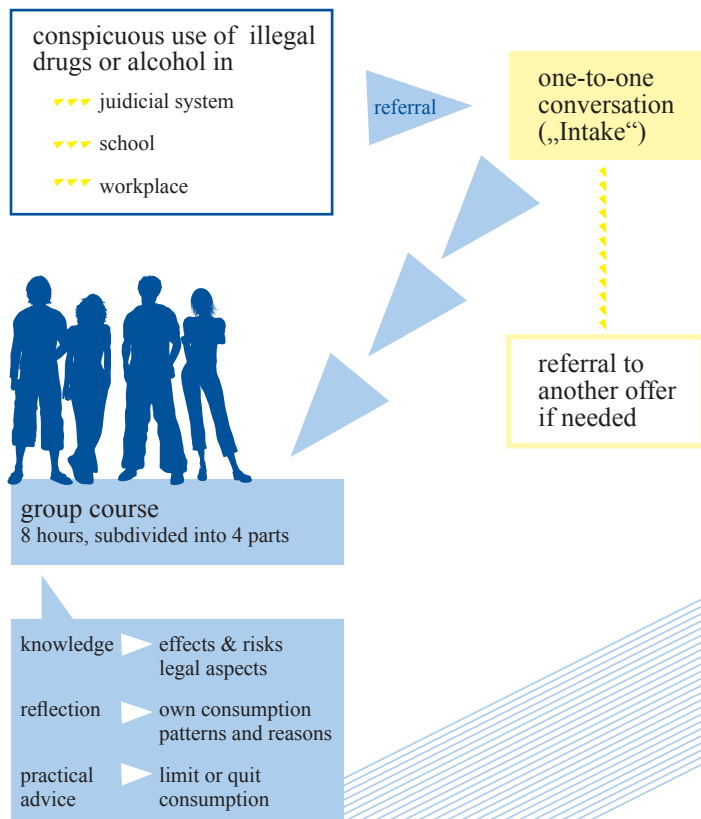 conspicuous use of illegal
drugs or alcohol in
juidicial system
school
workplace
referral
one-to-one
conversation
(„Intake“)
referral to
another offer
if needed
group course
8 hours, subdivided into 4 parts
knowledge
effects & risks
legal aspects
reflection
own consumption
patterns and reasons
practical
advice
limit or quit
consumption